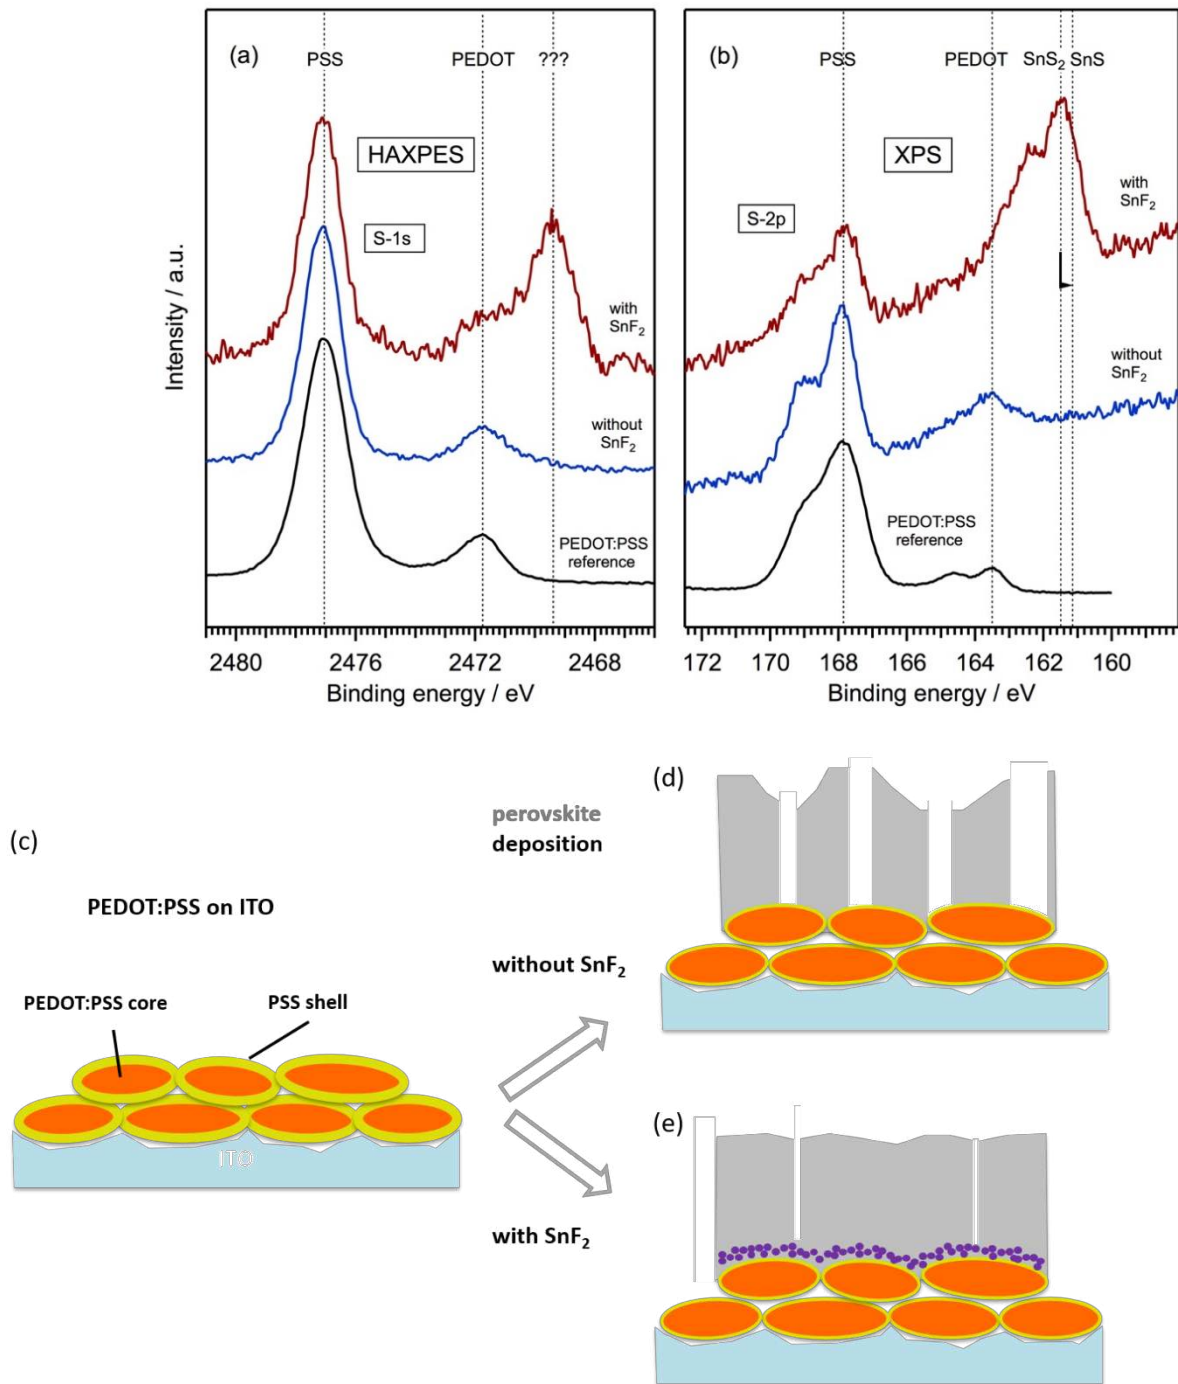 (a)
PSS
PEDOT
???
HAXPES
S-1s
with
SnF₂
without
SnF₂
PEDOT:PSS
reference
Intensity / a.u.
2480
2476
2472
2468
Binding energy / eV
(b)
PSS
PEDOT
SnS₂
SnS
XPS
S-2p
with
SnF₂
without
SnF₂
PEDOT:PSS
reference
172
170
168
166
164
162
160
Binding energy / eV
(c)
PEDOT:PSS on ITO
PEDOT:PSS core
PSS shell
ITO
perovskite
deposition
without SnF₂
with SnF₂
(d)
(e)